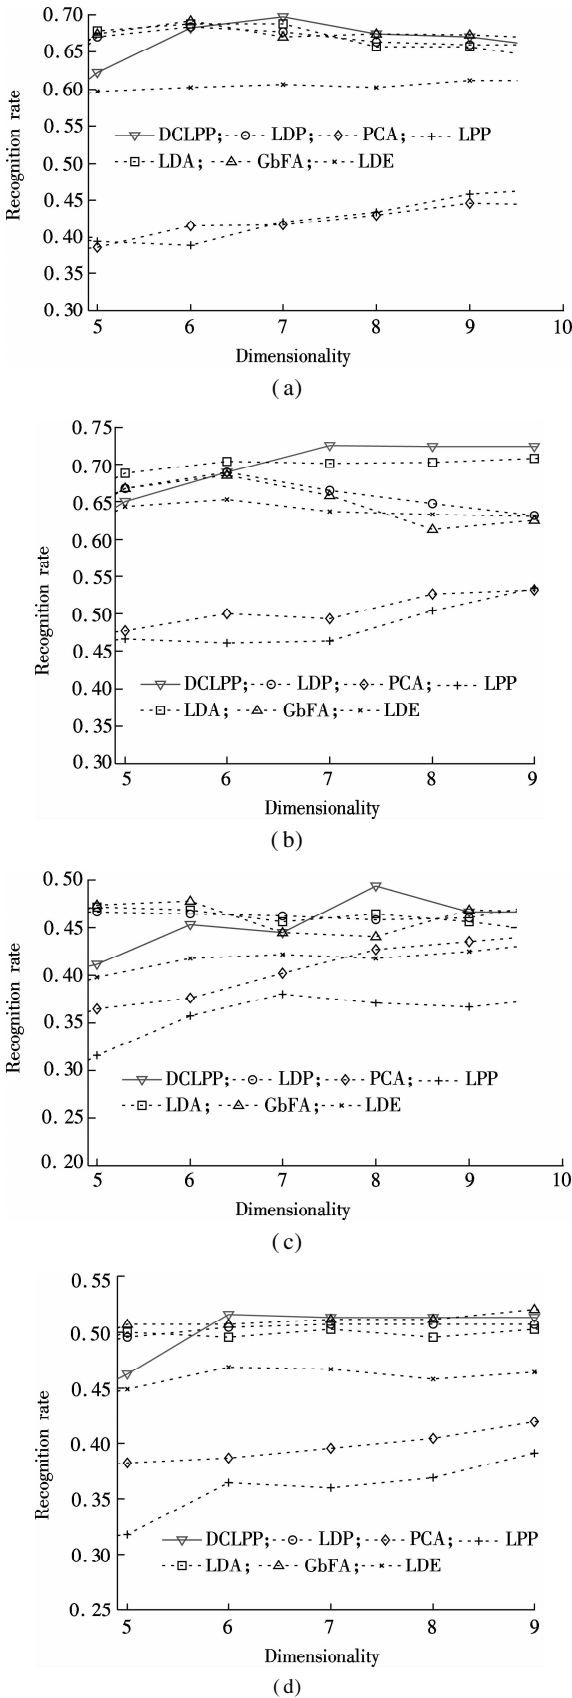 0.70
0.65
0.60
0.55
0.50
0.45
0.40
0.35
0.30
Recognition rate
DCLPP; LDP; PCA; LPP
LDA; GbFA; LDE
5 6 7 8 9 10
Dimensionality
(a)
0.75
0.70
0.65
0.60
0.55
0.50
0.45
0.40
0.35
0.30
Recognition rate
DCLPP; LDP; PCA; LPP
LDA; GbFA; LDE
5 6 7 8 9
Dimensionality
(b)
0.50
0.45
0.40
0.35
0.30
0.25
0.20
Recognition rate
DCLPP; LDP; PCA; LPP
LDA; GbFA; LDE
5 6 7 8 9 10
Dimensionality
(c)
0.55
0.50
0.45
0.40
0.35
0.30
0.25
Recognition rate
DCLPP; LDP; PCA; LPP
LDA; GbFA; LDE
5 6 7 8 9
Dimensionality
(d)